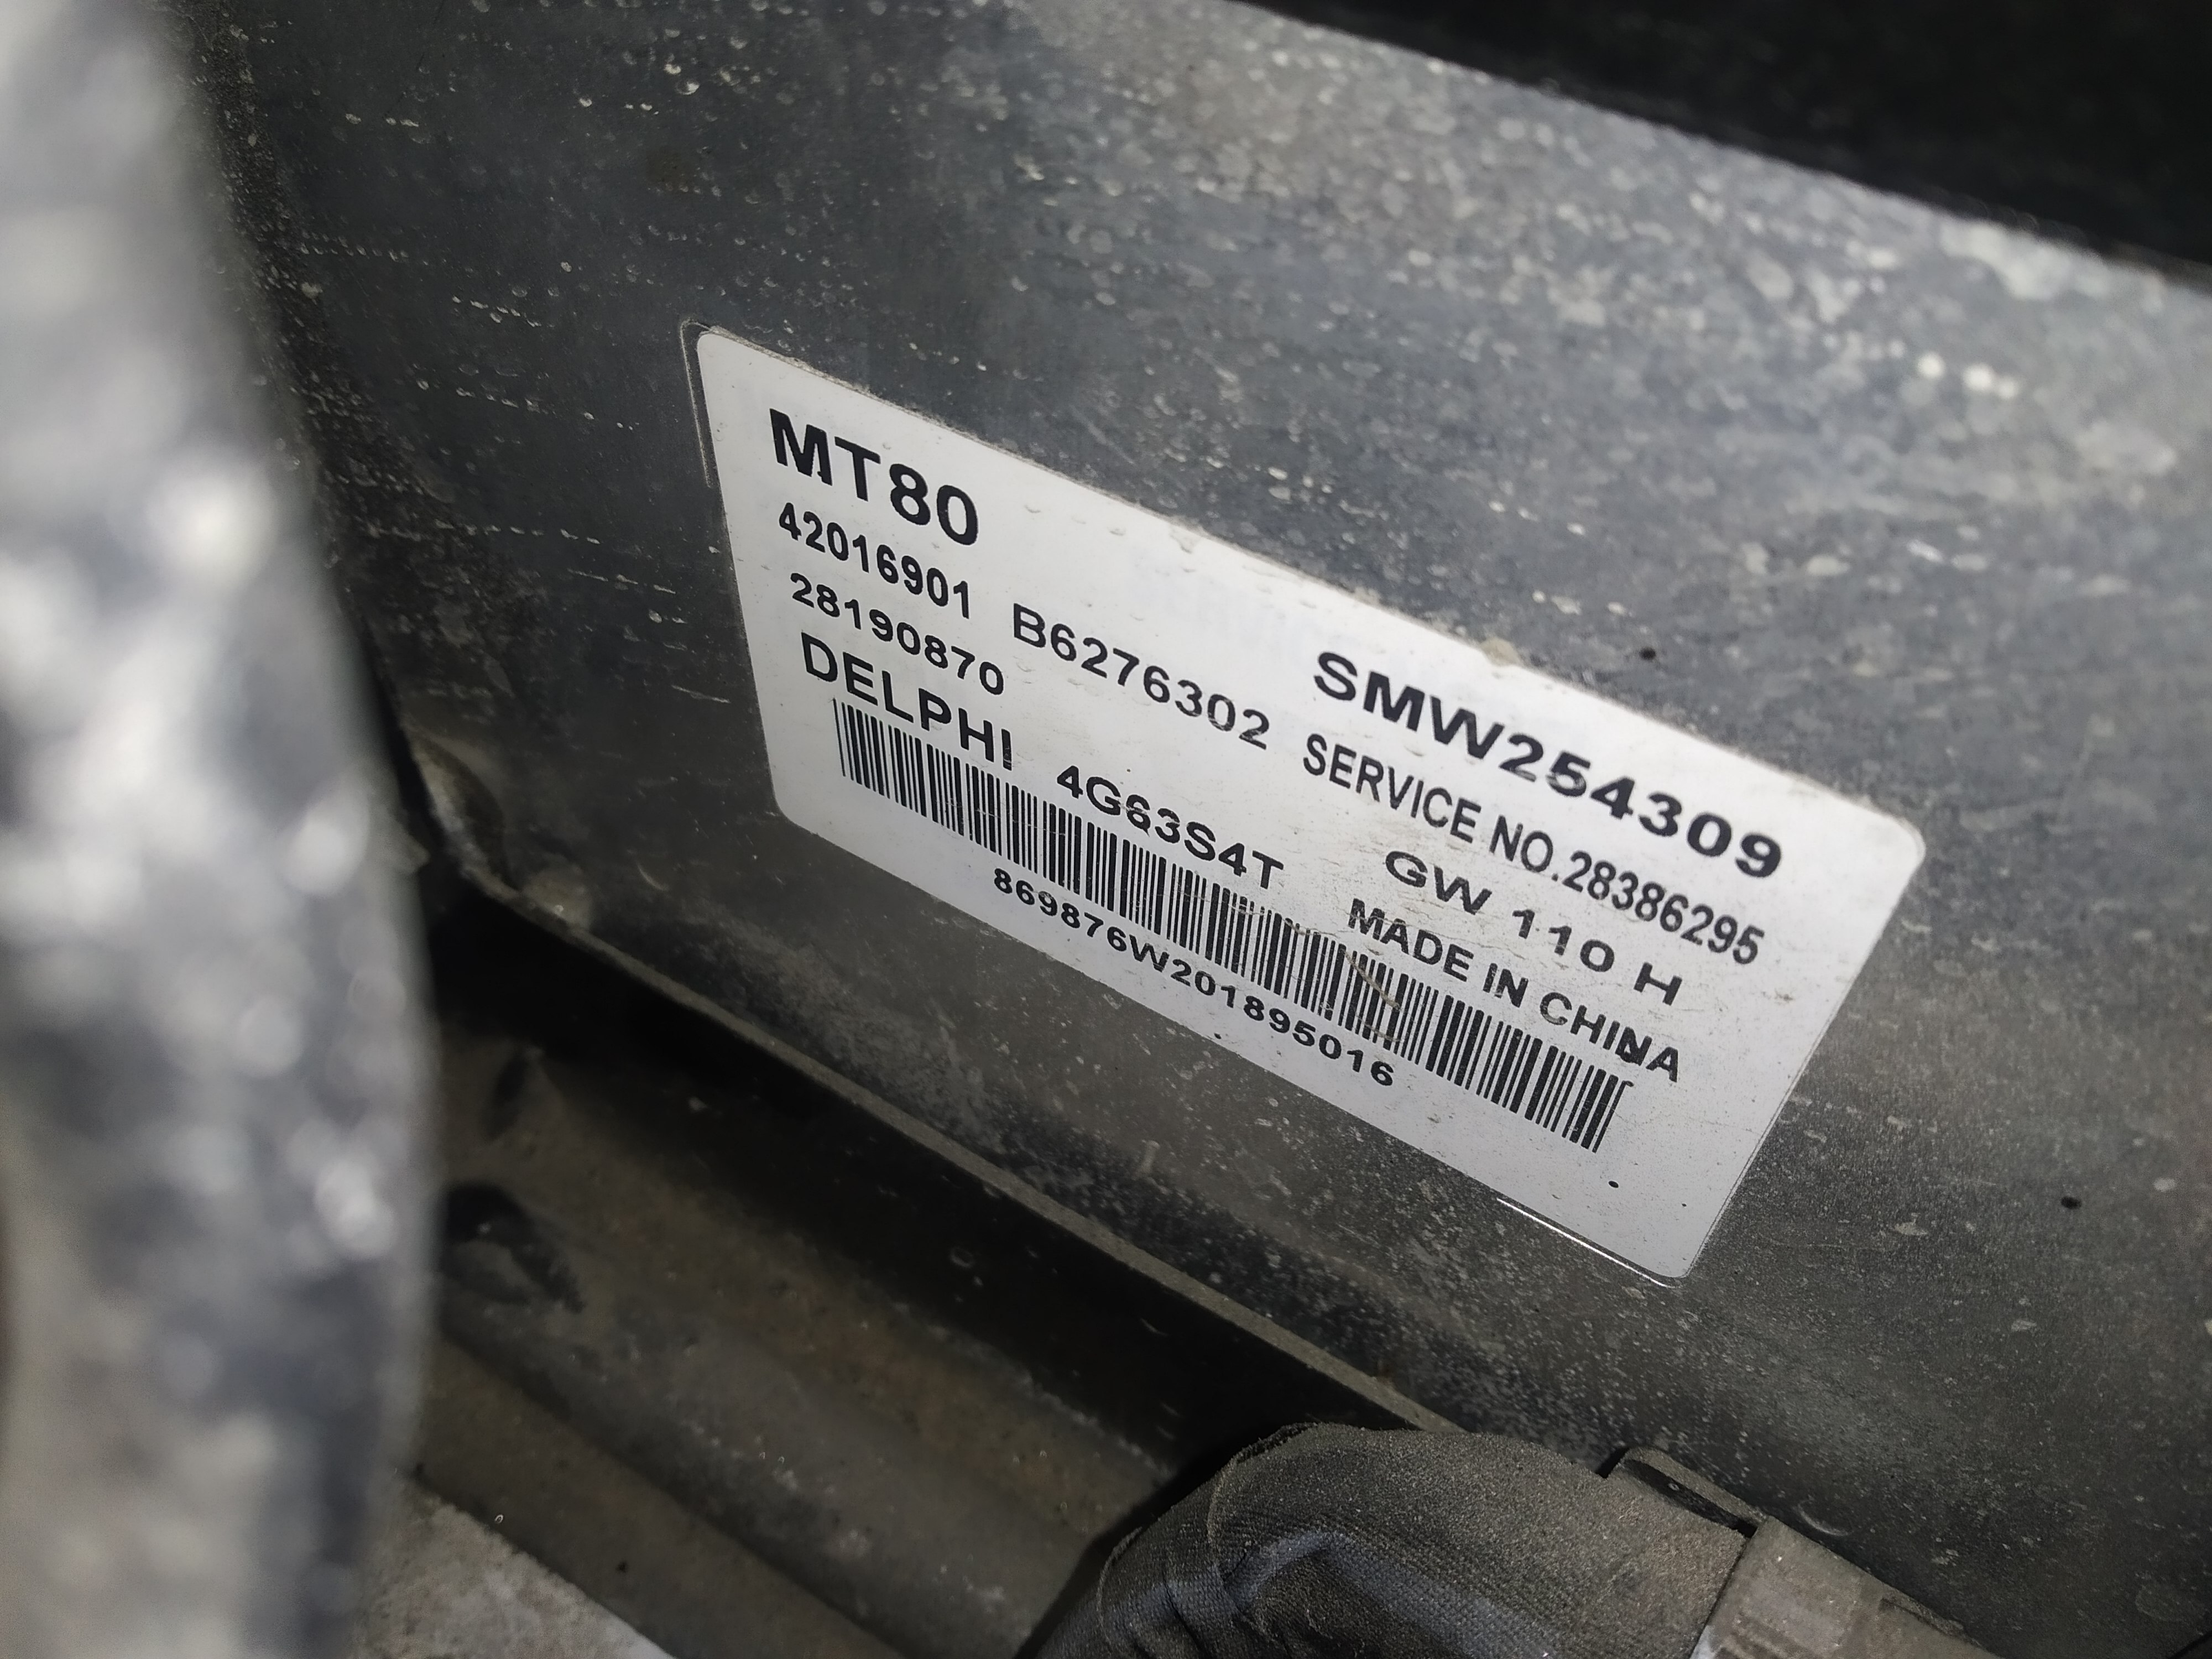 MT80
SMW254309
42016901 B6276302 SERVICE NO.28386295
28190870
GW 110 H
DELPHI 4G63S4T MADE IN CHINA
869876W201895016